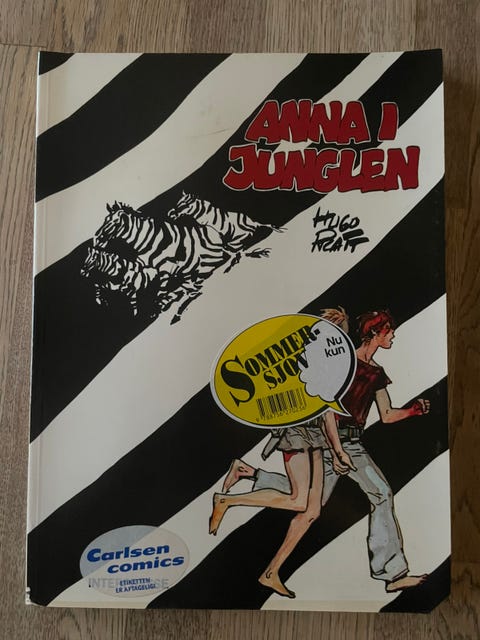 ANNA I
JUNGLEN
HUGO
PRATT
SOMMER-
SJOV
Nu
kun
Carlsen
comics
ETIKETTEN
ER AFTAGELIG!